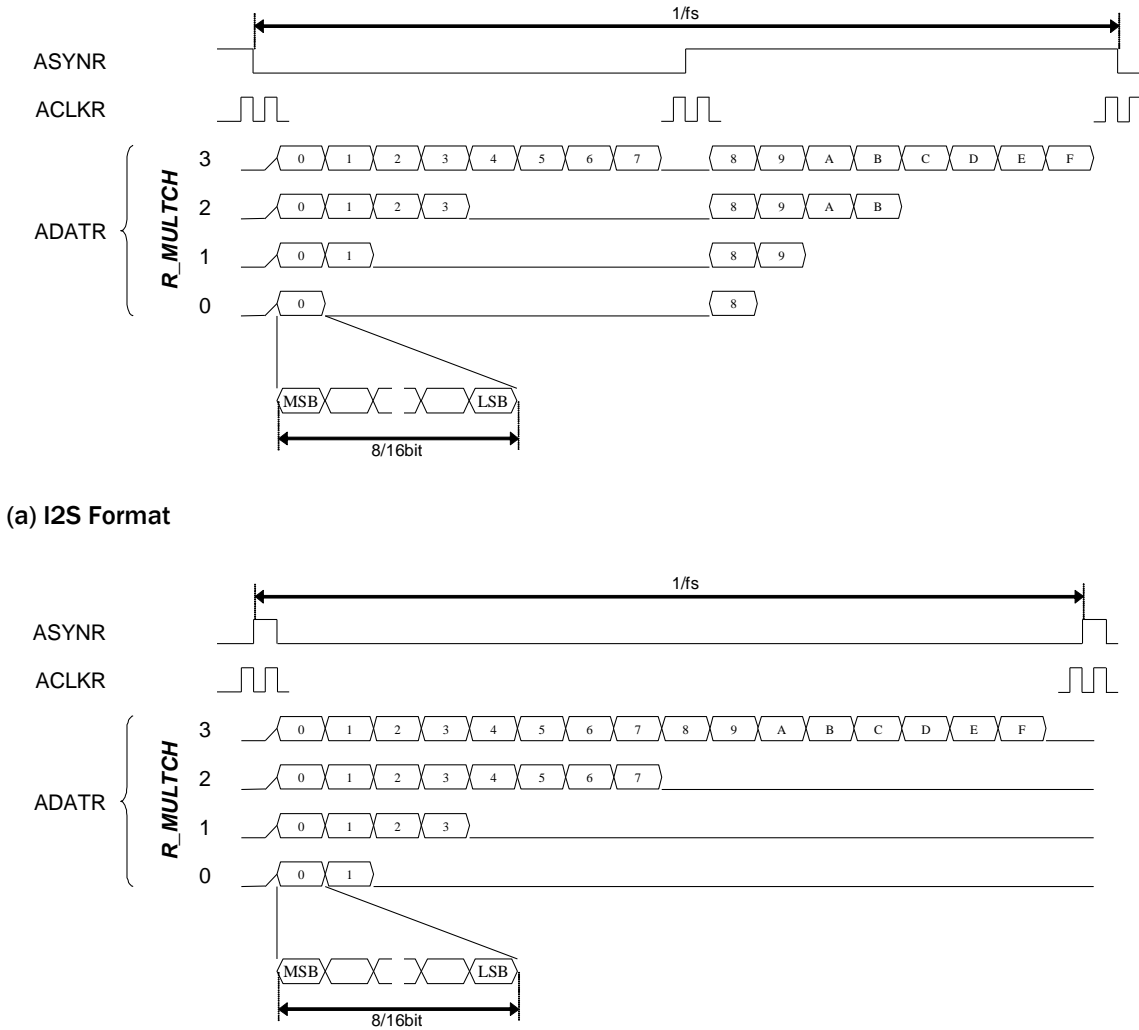 1/fs
ASYNR
ACLKR
ADATR
R_MULTCH
3 0 1 2 3 4 5 6 7 8 9 A B C D E F
2 0 1 2 3 8 9 A B
1 0 1 8 9
0 0 8
MSB LSB
8/16bit
(a) I2S Format
1/fs
ASYNR
ACLKR
ADATR
R_MULTCH
3 0 1 2 3 4 5 6 7 8 9 A B C D E F
2 0 1 2 3 4 5 6 7
1 0 1 2 3
0 0 1
MSB LSB
8/16bit